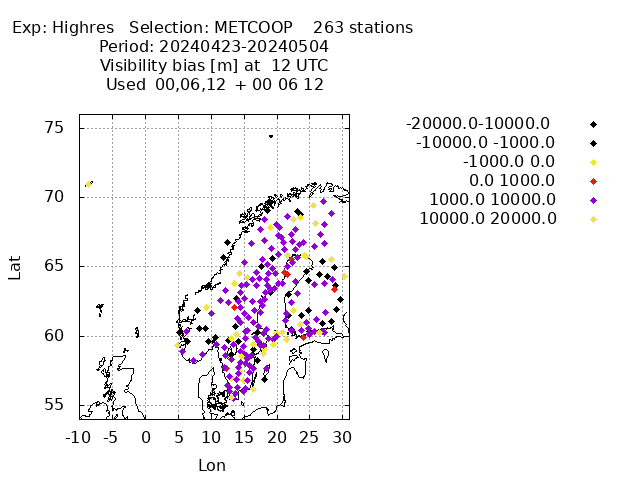 Exp: Highres   Selection: METCOOP    263 stations
Period: 20240423-20240504
Visibility bias [m] at  12 UTC
Used  00,06,12  + 00 06 12
-20000.0-10000.0
-10000.0 -1000.0
-1000.0 0.0
0.0 1000.0
1000.0 10000.0
10000.0 20000.0
75
70
65
60
55
Lat
-10 -5 0 5 10 15 20 25 30
Lon